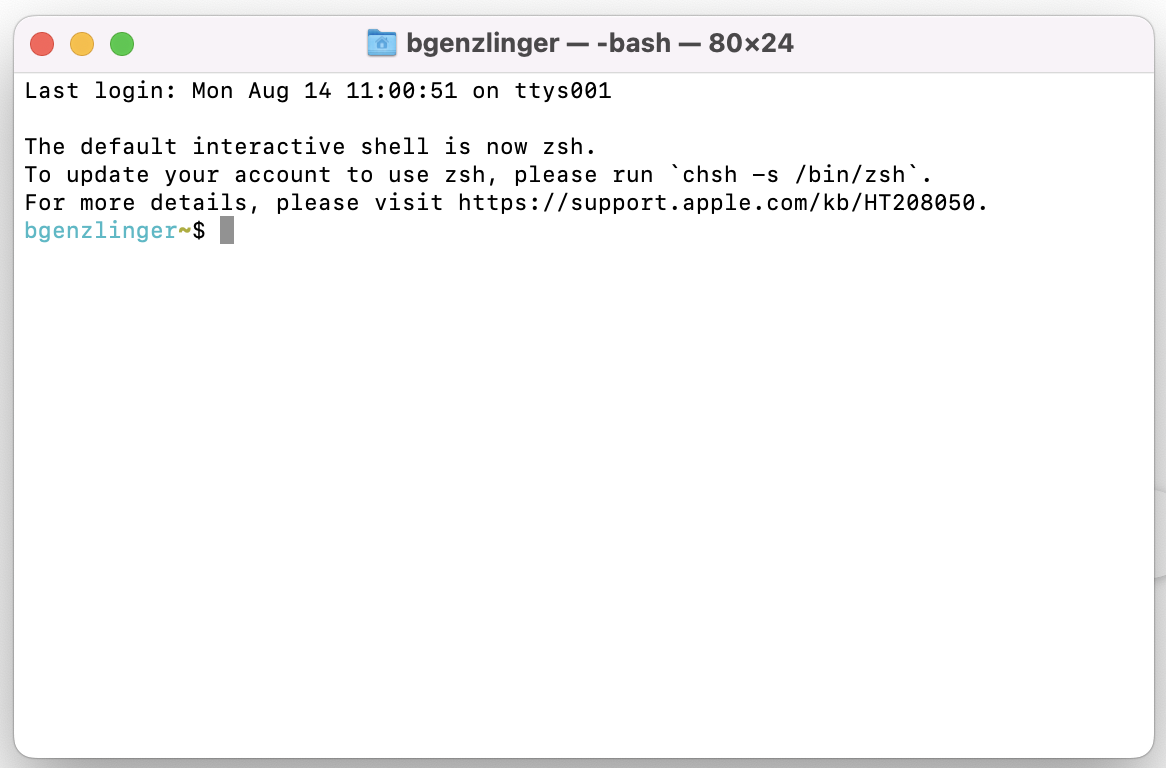 bgenzlinger — -bash — 80×24
Last login: Mon Aug 14 11:00:51 on ttys001
The default interactive shell is now zsh.
To update your account to use zsh, please run `chsh -s /bin/zsh`.
For more details, please visit https://support.apple.com/kb/HT208050.
bgenzlinger~$